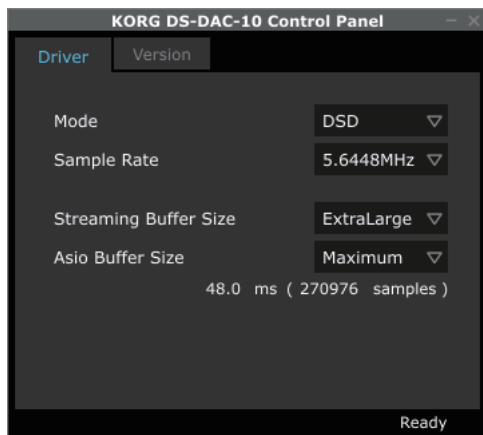 KORG DS-DAC-10 Control Panel
Driver Version
Mode DSD
Sample Rate 5.6448MHz
Streaming Buffer Size ExtraLarge
Asio Buffer Size Maximum
48.0 ms ( 270976 samples )
Ready